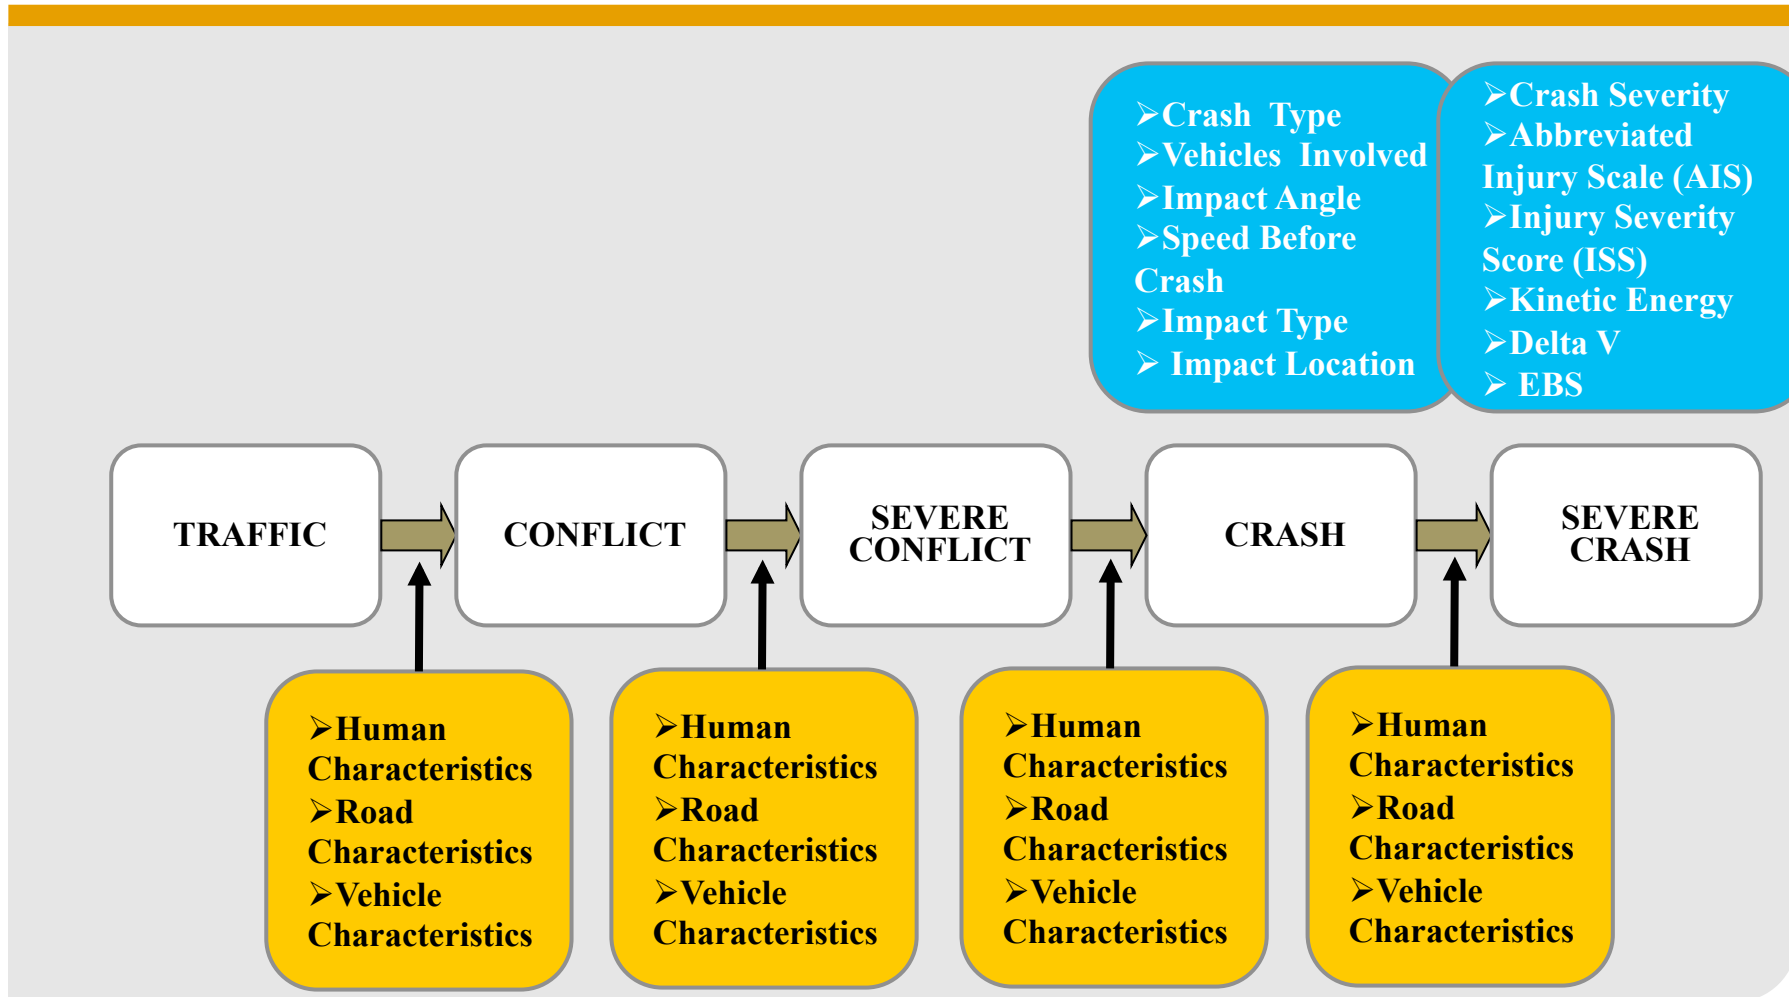 ➢Crash  Type
➢Vehicles  Involved
➢Impact Angle
➢Speed Before
Crash
➢Impact Type
➢ Impact Location
➢Crash Severity
➢Abbreviated
Injury Scale (AIS)
➢Injury Severity
Score (ISS)
➢Kinetic Energy
➢Delta V
➢ EBS
TRAFFIC
CONFLICT
SEVERE
CONFLICT
CRASH
SEVERE
CRASH
➢Human
Characteristics
➢Road
Characteristics
➢Vehicle
Characteristics
➢Human
Characteristics
➢Road
Characteristics
➢Vehicle
Characteristics
➢Human
Characteristics
➢Road
Characteristics
➢Vehicle
Characteristics
➢Human
Characteristics
➢Road
Characteristics
➢Vehicle
Characteristics